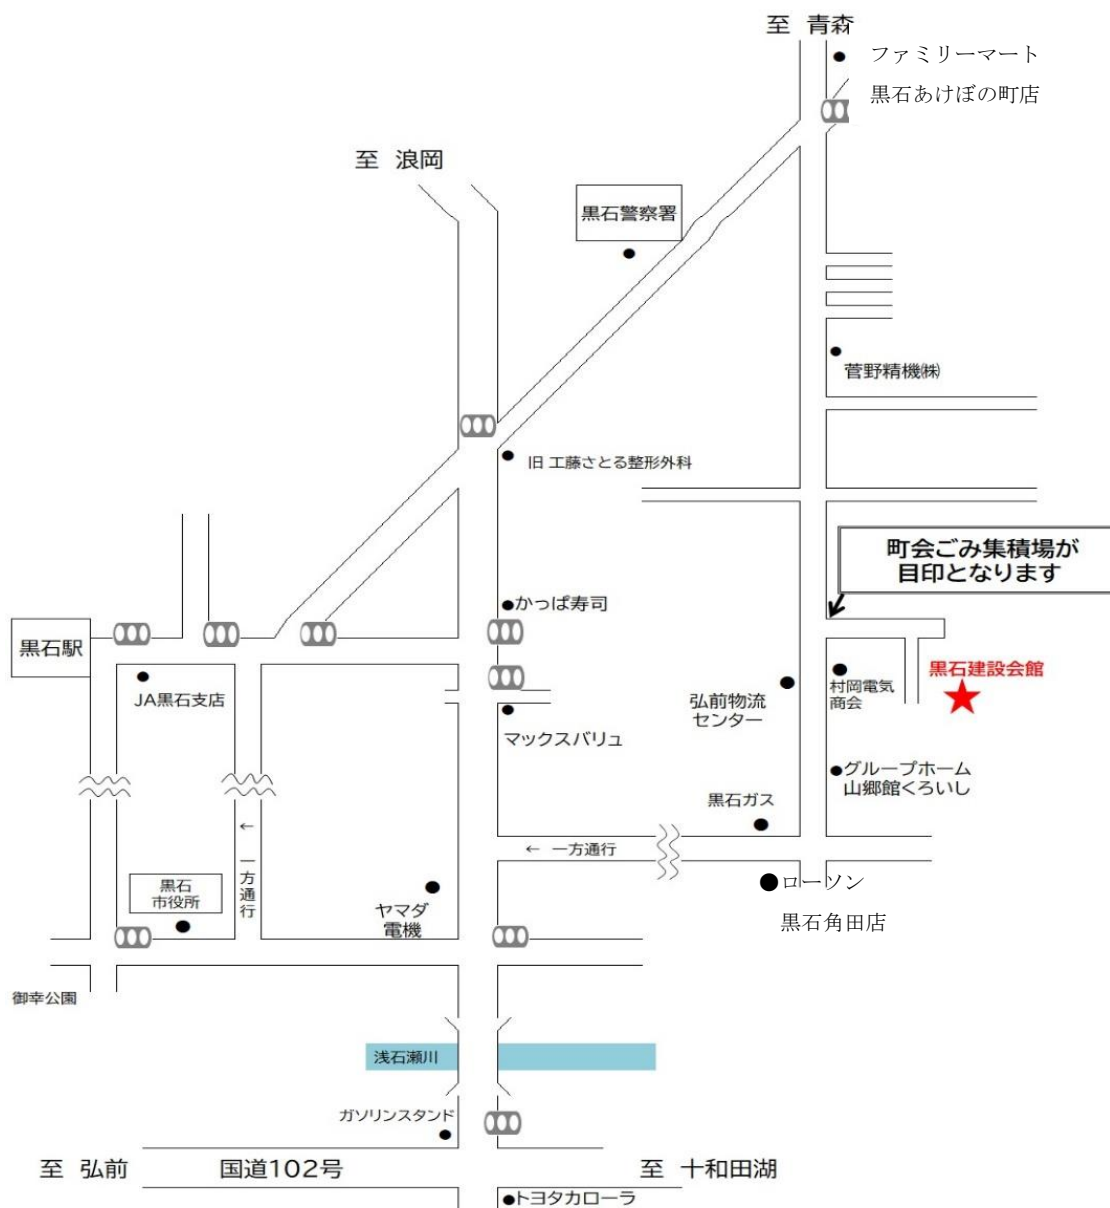 至 青森
ファミリーマート
黒石あけぼの町店
至 浪岡
黒石警察署
菅野精機㈱
旧 工藤さとる整形外科
町会ごみ集積場が
目印となります
かっぱ寿司
黒石駅
JA黒石支店
黒石建設会館
村岡電気
商会
弘前物流
センター
マックスバリュ
グループホーム
山郷館くろいし
黒石ガス
← 一方通行
← 一方通行
黒石
市役所
ヤマダ
電機
ローソン
黒石角田店
御幸公園
浅石瀬川
ガソリンスタンド
至 弘前
国道102号
至 十和田湖
トヨタカローラ